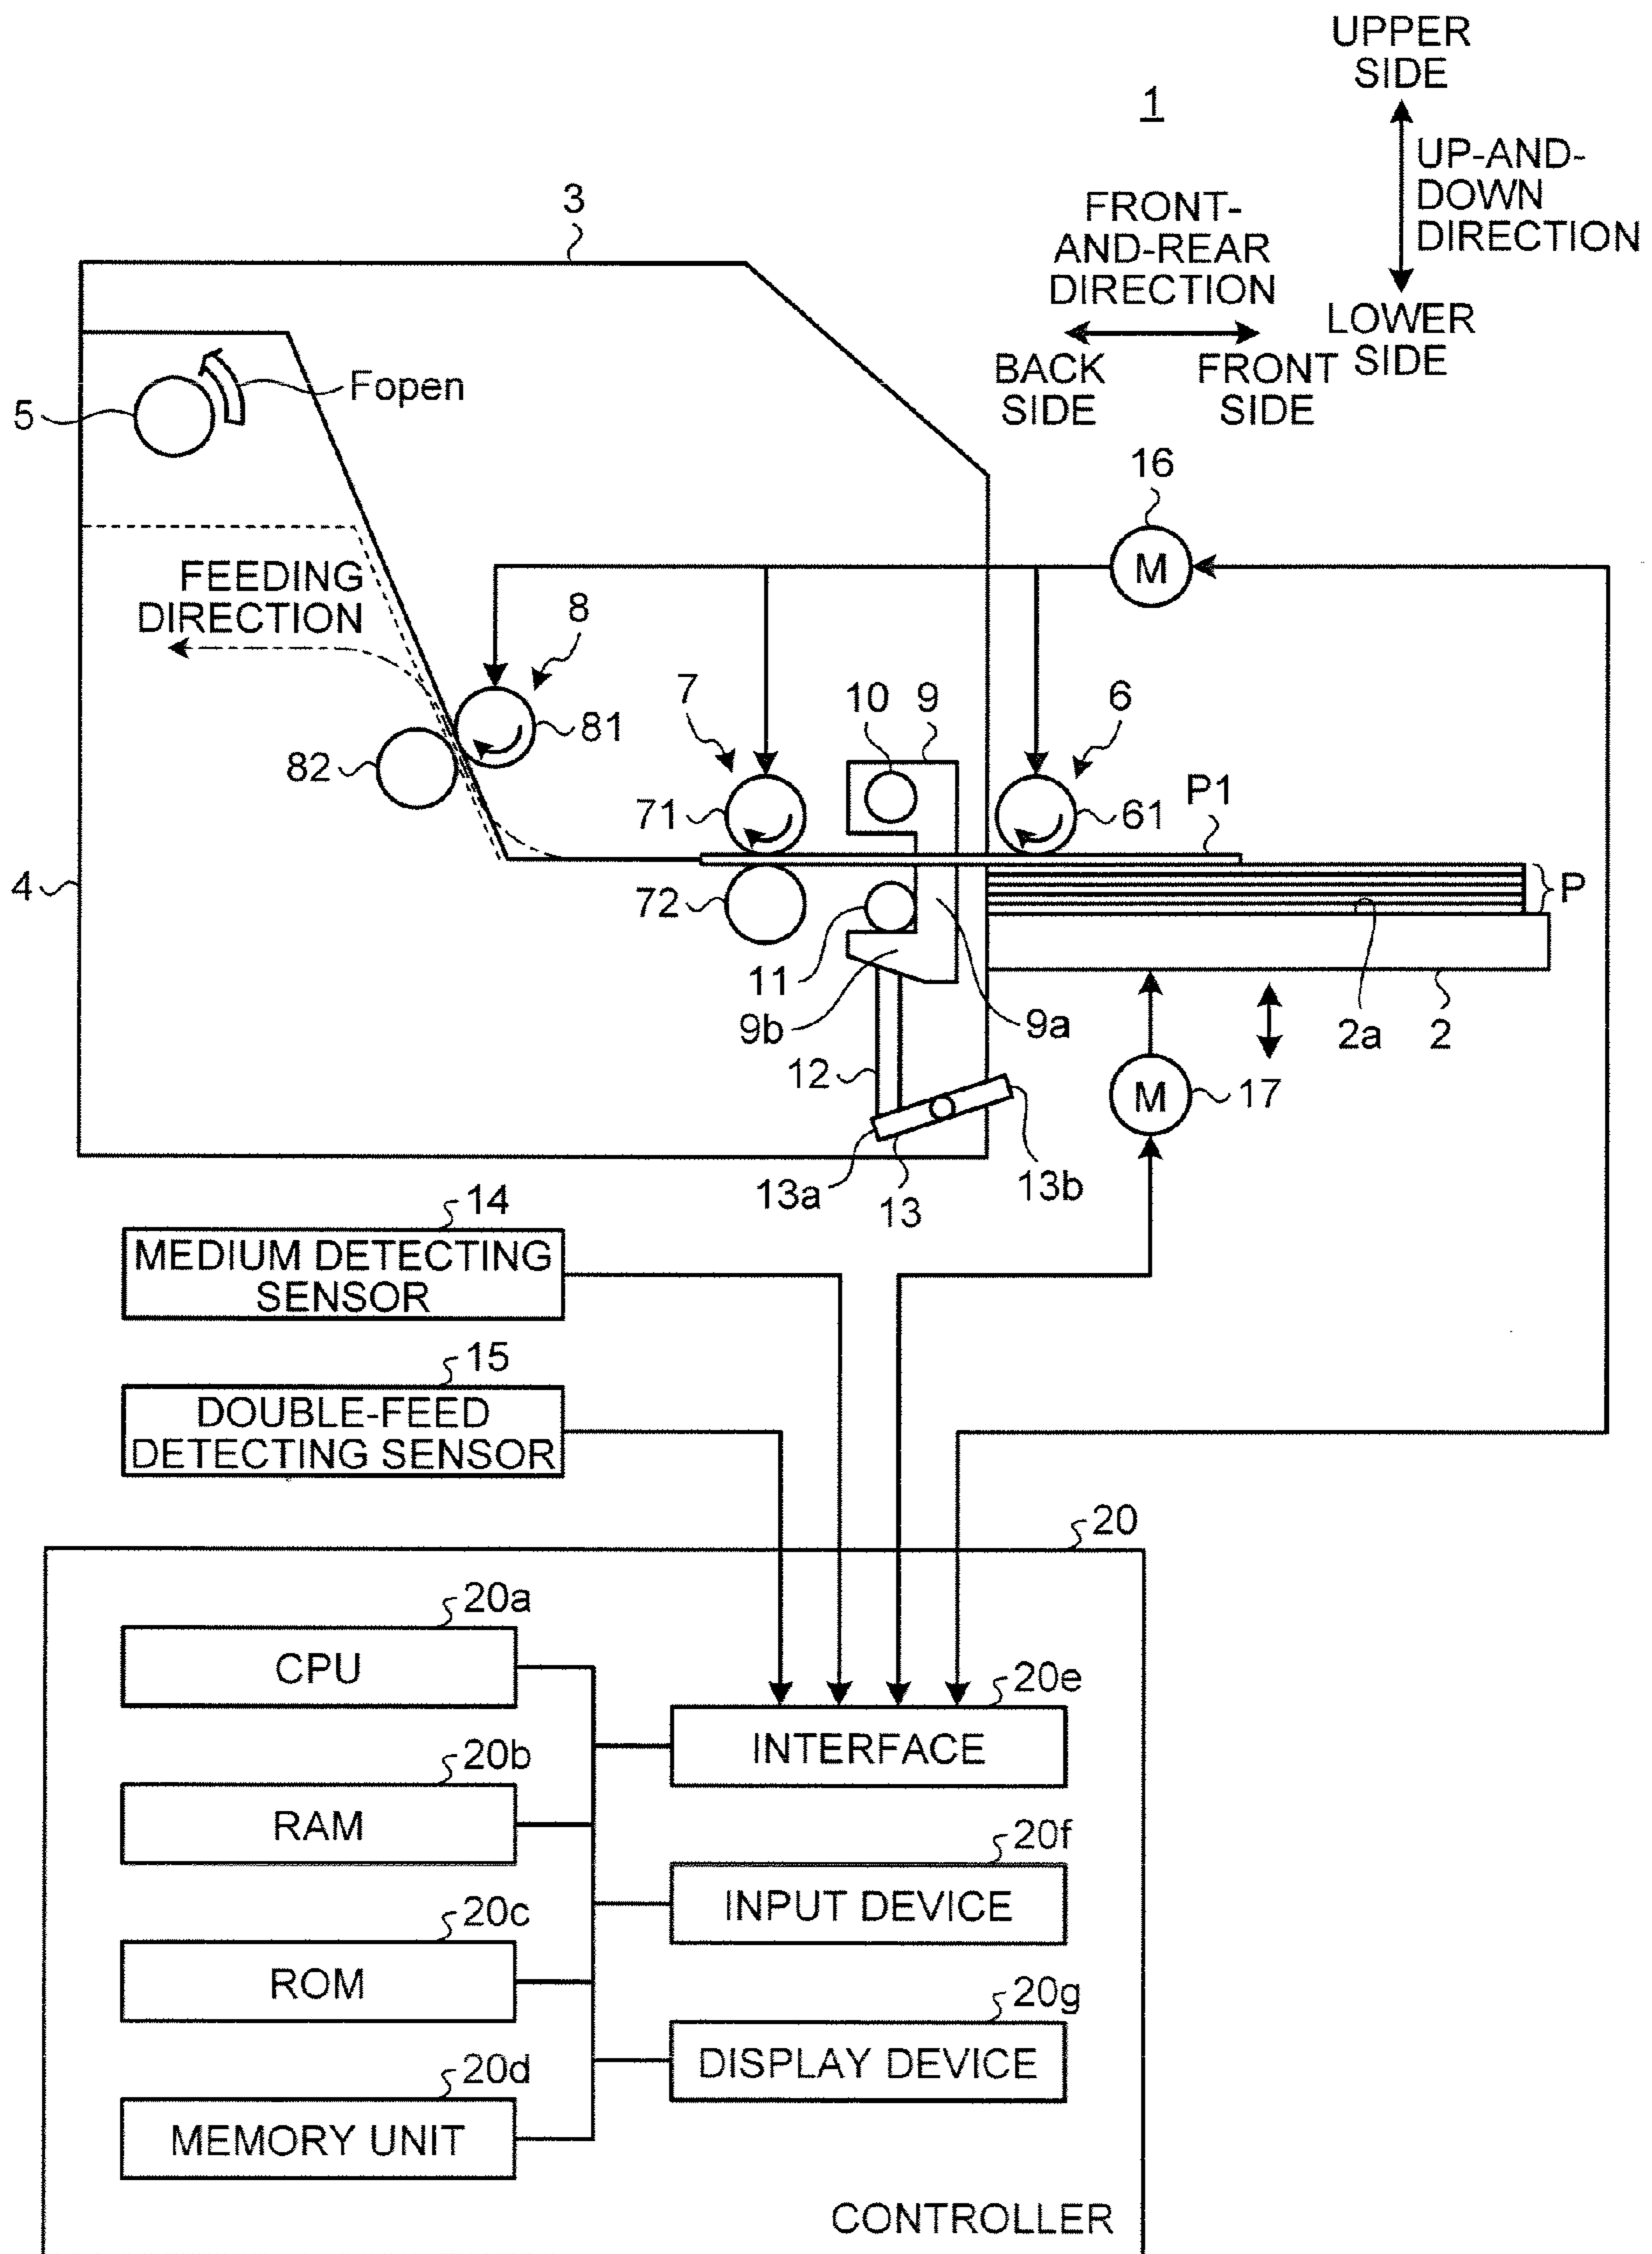 UPPER
SIDE
1
UP-AND-
DOWN
DIRECTION
3
FRONT-
AND-REAR
DIRECTION
LOWER
SIDE
BACK
SIDE
FRONT
SIDE
5
Fopen
16
M
FEEDING
DIRECTION
8
7
10
9
6
81
82
71
61
P1
4
72
P
11
9b
9a
2a
2
12
M
17
13a
13
13b
14
MEDIUM DETECTING
SENSOR
15
DOUBLE-FEED
DETECTING SENSOR
20
20a
CPU
20e
INTERFACE
20b
RAM
20f
INPUT DEVICE
20c
ROM
20g
DISPLAY DEVICE
20d
MEMORY UNIT
CONTROLLER